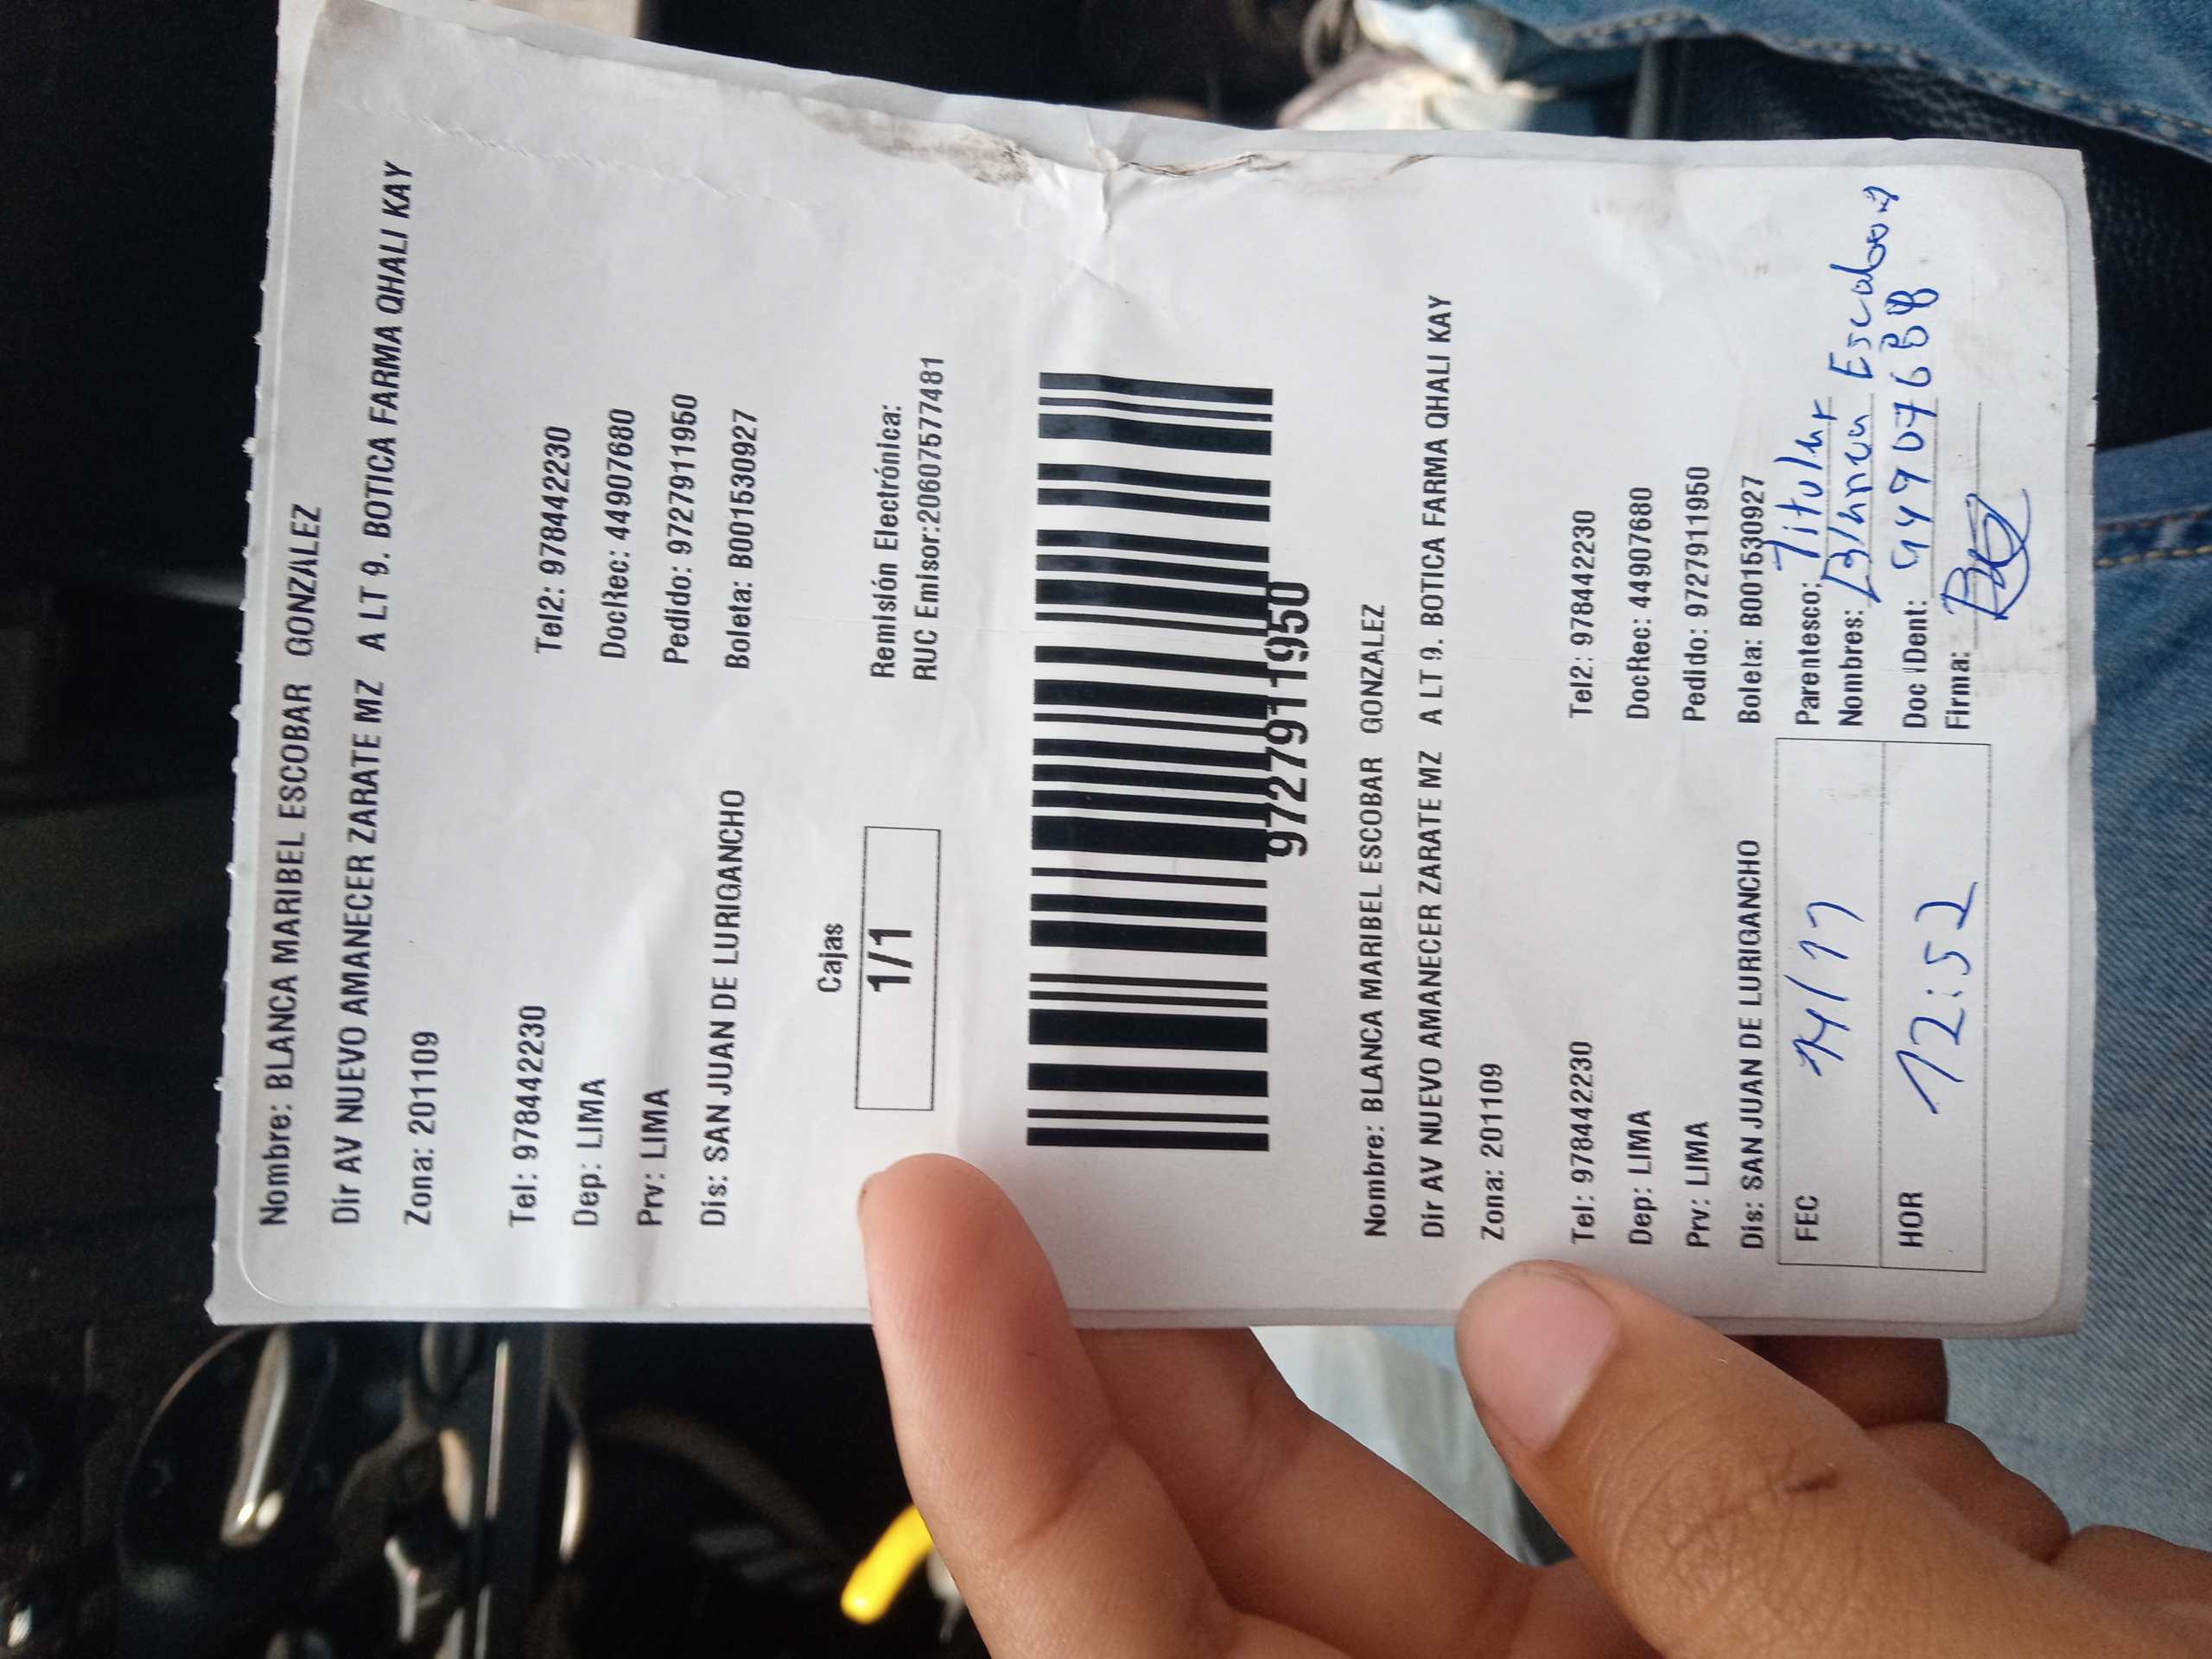 Nombre: BLANCA MARIBEL ESCOBAR GONZALEZ
Dir AV NUEVO AMANECER ZARATE MZ A LT 9. BOTICA FARMA QHALI KAY
Zona: 201109
Tel: 978442230 Tel2: 978442230
Dep: LIMA DocRec: 44907680
Prv: LIMA Pedido: 9727911950
Dis: SAN JUAN DE LURIGANCHO Boleta: B001530927
Cajas
1/1
Remisión Electrónica:
RUC Emisor:20607577481
9727911950
Nombre: BLANCA MARIBEL ESCOBAR GONZALEZ
Dir AV NUEVO AMANECER ZARATE MZ A LT 9. BOTICA FARMA QHALI KAY
Zona: 201109
Tel: 978442230 Tel2: 978442230
Dep: LIMA DocRec: 44907680
Prv: LIMA Pedido: 9727911950
Dis: SAN JUAN DE LURIGANCHO Boleta: B001530927
FEC 14/11 Parentesco: Titular
Nombres: Blanca
HOR 12:52 Doc IDent:
Firma: